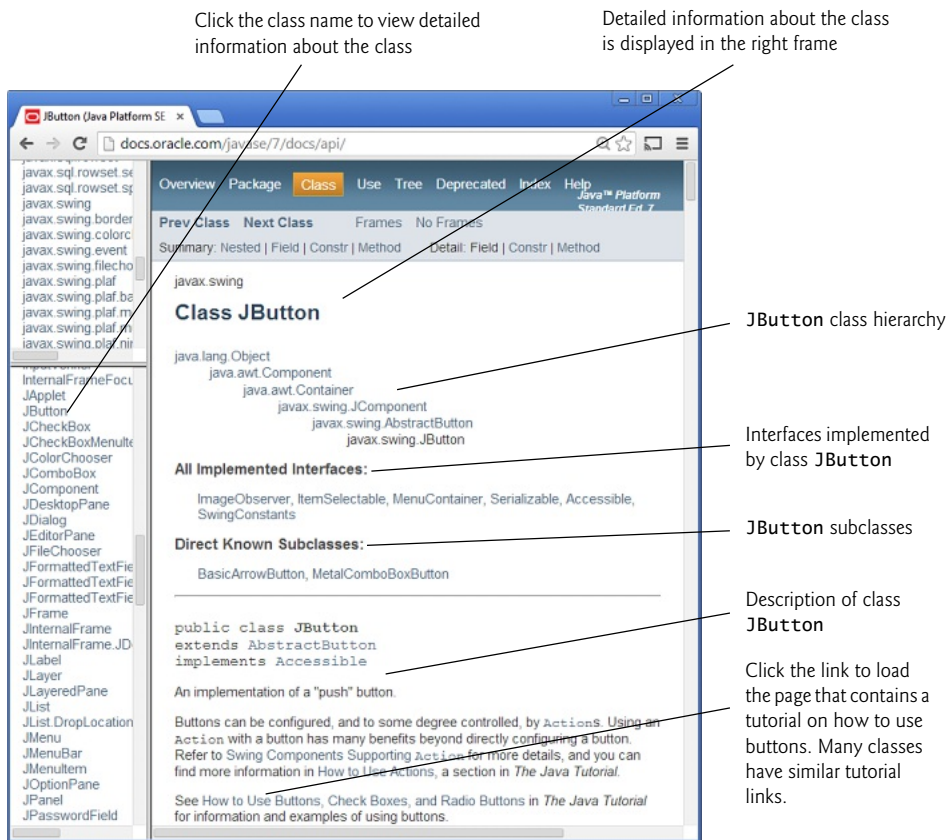 Click the class name to view detailed
information about the class
Detailed information about the class
is displayed in the right frame
JButton (Java Platform SE
docs.oracle.com/javase/7/docs/api/
javax.sql.rowset.se
javax.sql.rowset.sp
javax.swing
javax.swing.border
javax.swing.colorc
javax.swing.event
javax.swing.filecho
javax.swing.plaf
javax.swing.plaf.ba
javax.swing.plaf.m
javax.swing.plaf.m
javax.swing.plaf.nir
InternalFrameFocu
JApplet
JButton
JCheckBox
JCheckBoxMenuIte
JColorChooser
JComboBox
JComponent
JDesktopPane
JDialog
JEditorPane
JFileChooser
JFormattedTextFie
JFormattedTextFie
JFormattedTextFie
JFrame
JInternalFrame
JInternalFrame.JD
JLabel
JLayer
JLayeredPane
JList
JList.DropLocation
JMenu
JMenuBar
JMenuItem
JOptionPane
JPanel
JPasswordField
Overview Package Class Use Tree Deprecated Index Help
Java™ Platform
Standard Ed. 7
Prev Class Next Class Frames No Frames
Summary: Nested | Field | Constr | Method Detail: Field | Constr | Method
javax.swing
Class JButton
java.lang.Object
java.awt.Component
java.awt.Container
javax.swing.JComponent
javax.swing.AbstractButton
javax.swing.JButton
All Implemented Interfaces:
ImageObserver, ItemSelectable, MenuContainer, Serializable, Accessible,
SwingConstants
Direct Known Subclasses:
BasicArrowButton, MetalComboBoxButton
public class JButton
extends AbstractButton
implements Accessible
An implementation of a "push" button.
Buttons can be configured, and to some degree controlled, by Actions. Using an
Action with a button has many benefits beyond directly configuring a button.
Refer to Swing Components Supporting Action for more details, and you can
find more information in How to Use Actions, a section in The Java Tutorial.
See How to Use Buttons, Check Boxes, and Radio Buttons in The Java Tutorial
for information and examples of using buttons.
JButton class hierarchy
Interfaces implemented
by class JButton
JButton subclasses
Description of class
JButton
Click the link to load
the page that contains a
tutorial on how to use
buttons. Many classes
have similar tutorial
links.